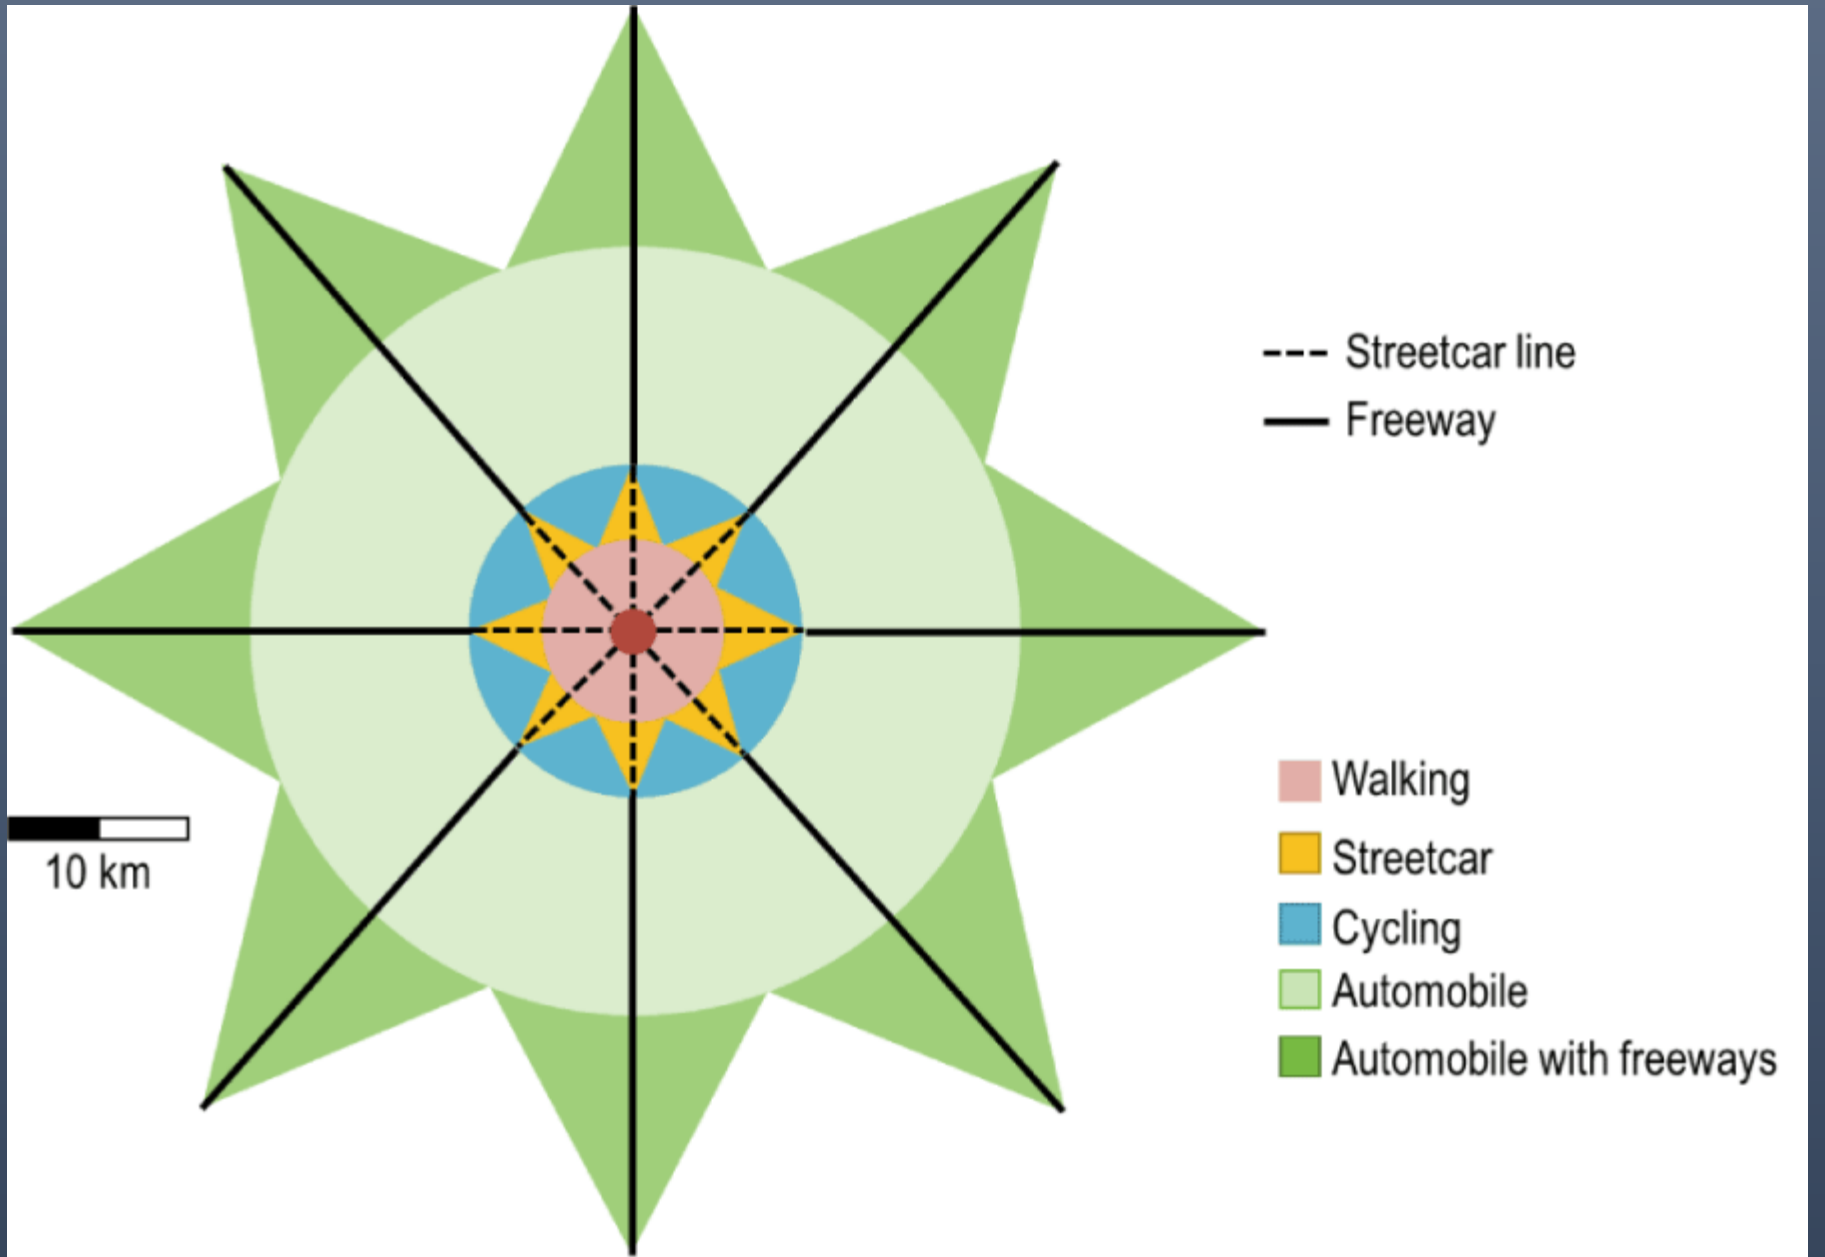 Streetcar line
Freeway
10 km
Walking
Streetcar
Cycling
Automobile
Automobile with freeways